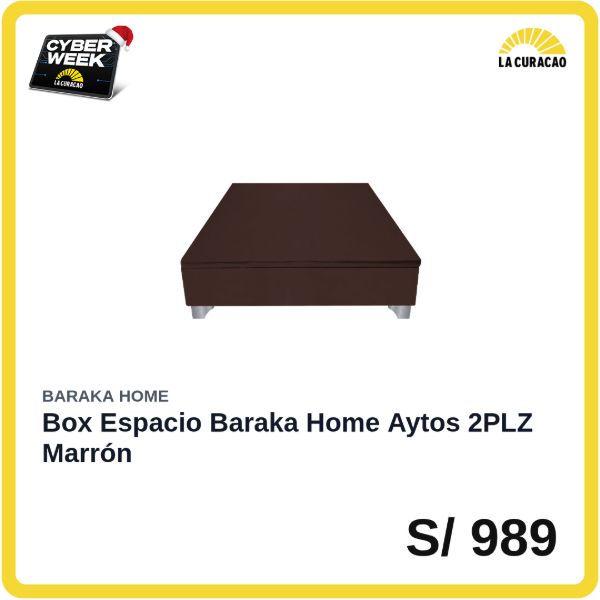 CYBER
WEEK
LA CURACAO
LA CURACAO
BARAKA HOME
Box Espacio Baraka Home Aytos 2PLZ
Marrón
S/ 989